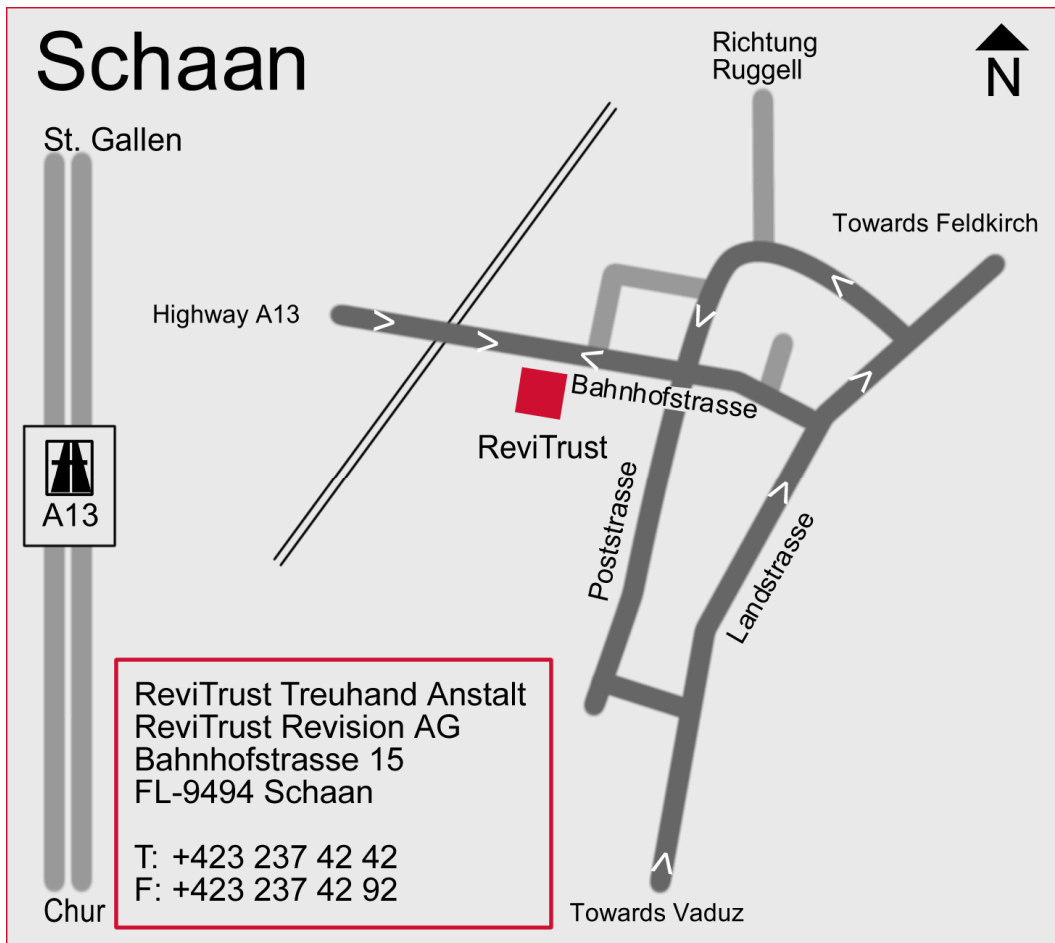 Schaan
Richtung
Ruggell
N
St. Gallen
Towards Feldkirch
Highway A13
Bahnhofstrasse
ReviTrust
A13
Poststrasse
Landstrasse
ReviTrust Treuhand Anstalt
ReviTrust Revision AG
Bahnhofstrasse 15
FL-9494 Schaan
T: +423 237 42 42
F: +423 237 42 92
Chur
Towards Vaduz